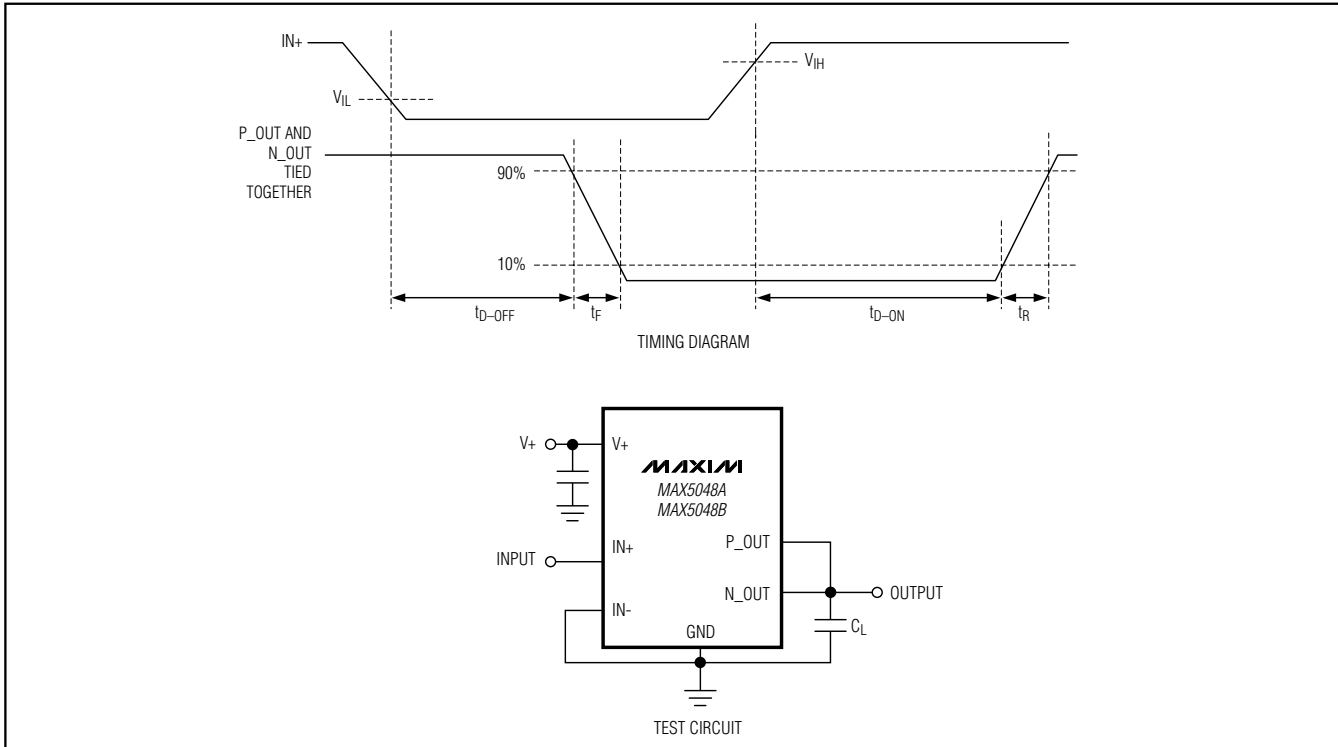 IN+
VIH
VIL
P_OUT AND
N_OUT
TIED
TOGETHER
90%
10%
tD–OFF
tF
tD–ON
tR
TIMING DIAGRAM
V+
V+
MAXIM
MAX5048A
MAX5048B
INPUT
IN+
P_OUT
N_OUT
OUTPUT
IN-
GND
CL
TEST CIRCUIT